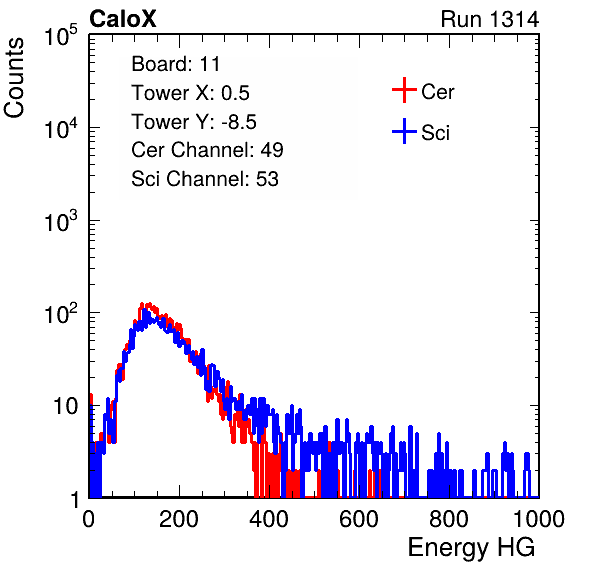 CaloX Run 1314
Counts
10^5
10^4
10^3
10^2
10
1
Board: 11
Tower X: 0.5
Tower Y: -8.5
Cer Channel: 49
Sci Channel: 53
Cer
Sci
0 200 400 600 800 1000
Energy HG